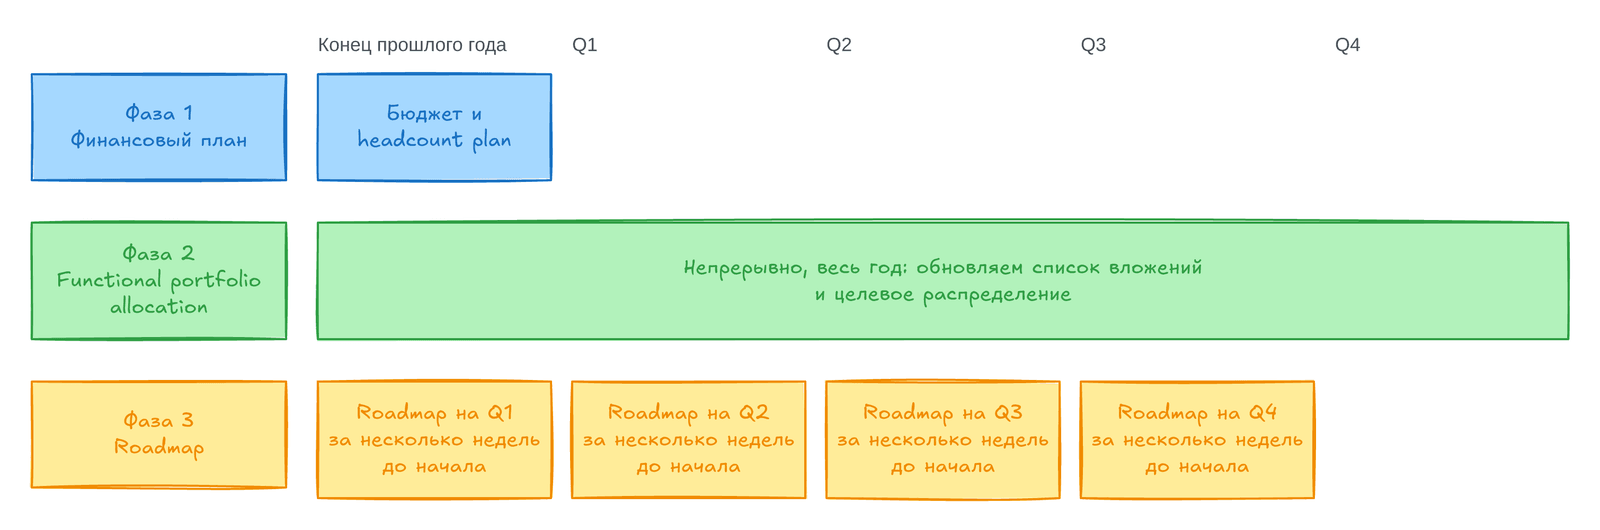 Конец прошлого года
Q1
Q2
Q3
Q4
Фаза 1
Финансовый план
Бюджет и
headcount plan
Фаза 2
Functional portfolio
allocation
Непрерывно, весь год: обновляем список вложений
и целевое распределение
Фаза 3
Roadmap
Roadmap на Q1
за несколько недель
до начала
Roadmap на Q2
за несколько недель
до начала
Roadmap на Q3
за несколько недель
до начала
Roadmap на Q4
за несколько недель
до начала